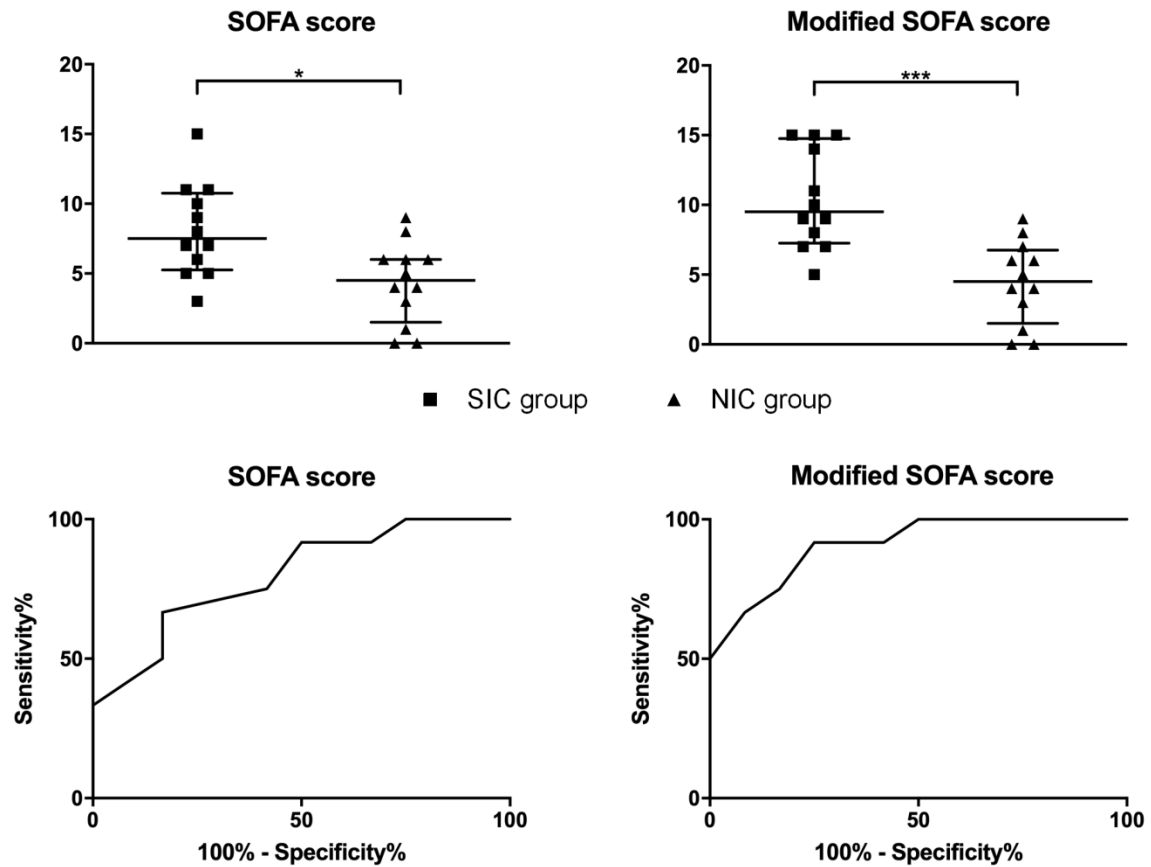 SOFA score
Modified SOFA score
20
15
10
5
0
*
20
15
10
5
0
***
SIC group
NIC group
SOFA score
Modified SOFA score
Sensitivity%
100
50
0
0
50
100
100% - Specificity%
Sensitivity%
100
50
0
0
50
100
100% - Specificity%